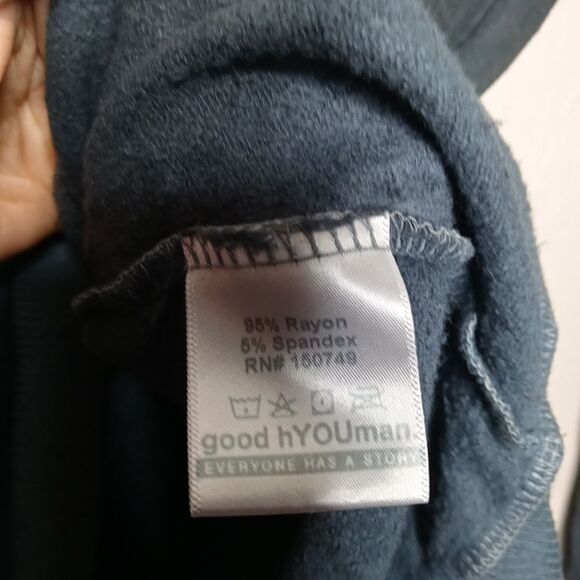 95% Rayon
5% Spandex
RN# 150749
good hYOUman
EVERYONE HAS A STORY